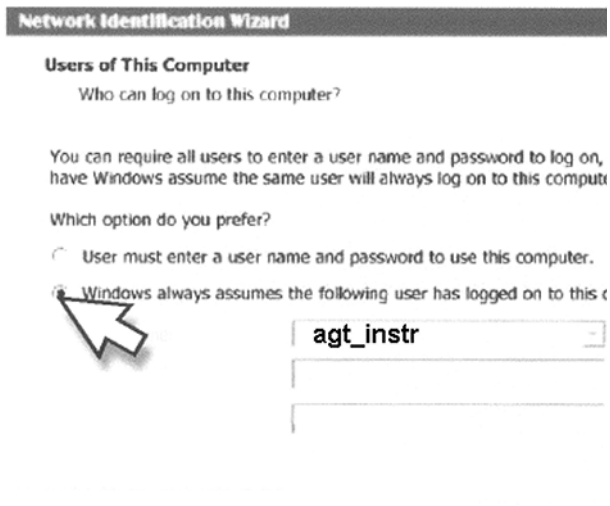 Network Identification Wizard
Users of This Computer
Who can log on to this computer?
You can require all users to enter a user name and password to log on,
have Windows assume the same user will always log on to this compute
Which option do you prefer?
User must enter a user name and password to use this computer.
Windows always assumes the following user has logged on to this
agt_instr